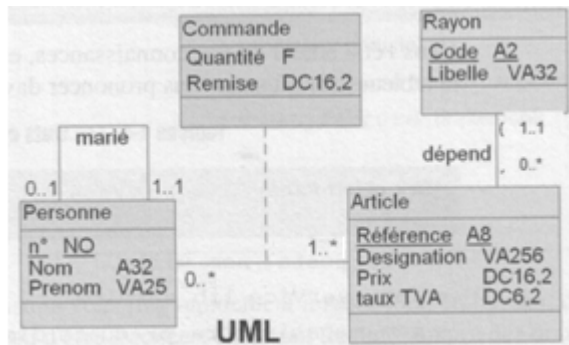 Commande
Quantité F
Remise DC16,2
Rayon
Code A2
Libelle VA32
marié
0..1
1..1
dépend
1..1
0..*
Personne
n° NO
Nom A32
Prenom VA25
0..*
1..*
Article
Référence A8
Designation VA256
Prix DC16,2
taux TVA DC6,2
UML